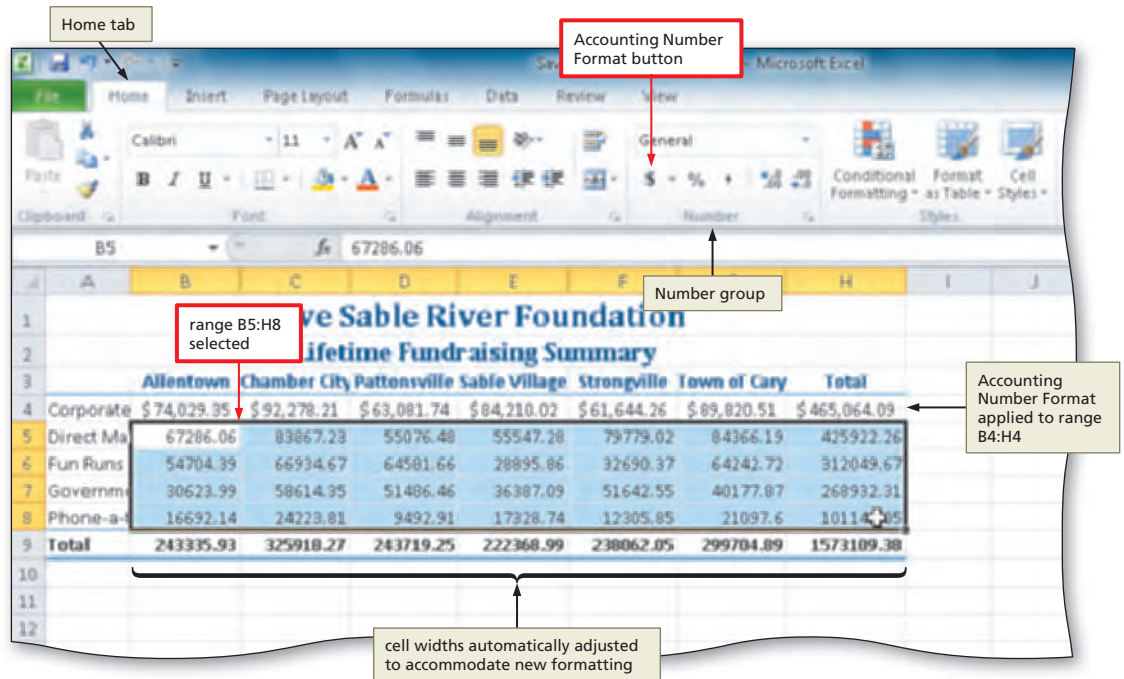 Home tab
Accounting Number
Format button
Sav
Microsoft Excel
File Home Insert Page Layout Formulas Data Review View
Calibri 11 A A General
Paste B I U A $ % , Conditional Formatting Format as Table Cell Styles
Clipboard Font Alignment Number Styles
B5 fx 67286.06
A B C D E F H I J
Number group
range B5:H8
selected
1 ve Sable River Foundation
2 ifetime Fundraising Summary
3 Allentown Chamber City Pattonsville Sable Village Strongville Town of Cary Total
4 Corporate $74,029.35 $92,278.21 $63,081.74 $84,210.02 $61,644.26 $89,820.51 $465,064.09
5 Direct Ma 67286.06 83867.23 55076.48 55547.28 79779.02 84366.19 425922.26
6 Fun Runs 54704.39 66934.67 64581.66 28895.86 32690.37 64242.72 312049.67
7 Governm 30623.99 58614.35 51486.46 36387.09 51642.55 40177.87 268932.31
8 Phone-a- 16692.14 24223.81 9492.91 17328.74 12305.85 21097.6
9 Total 243335.93 325918.27 243719.25 222368.99 238062.05 299704.89 1573109.38
10
11
12
Accounting
Number Format
applied to range
B4:H4
cell widths automatically adjusted
to accommodate new formatting